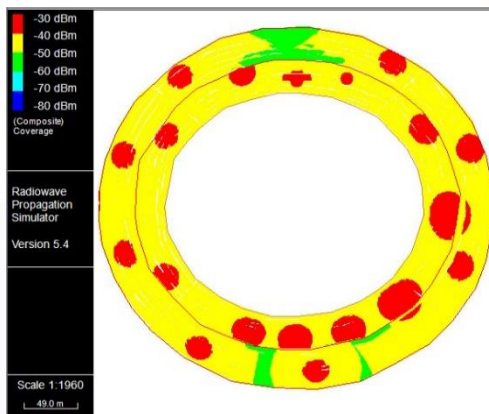 -30 dBm
-40 dBm
-50 dBm
-60 dBm
-70 dBm
-80 dBm
(Composite)
Coverage
Radiowave
Propagation
Simulator
Version 5.4
Scale 1:1960
49.0 m